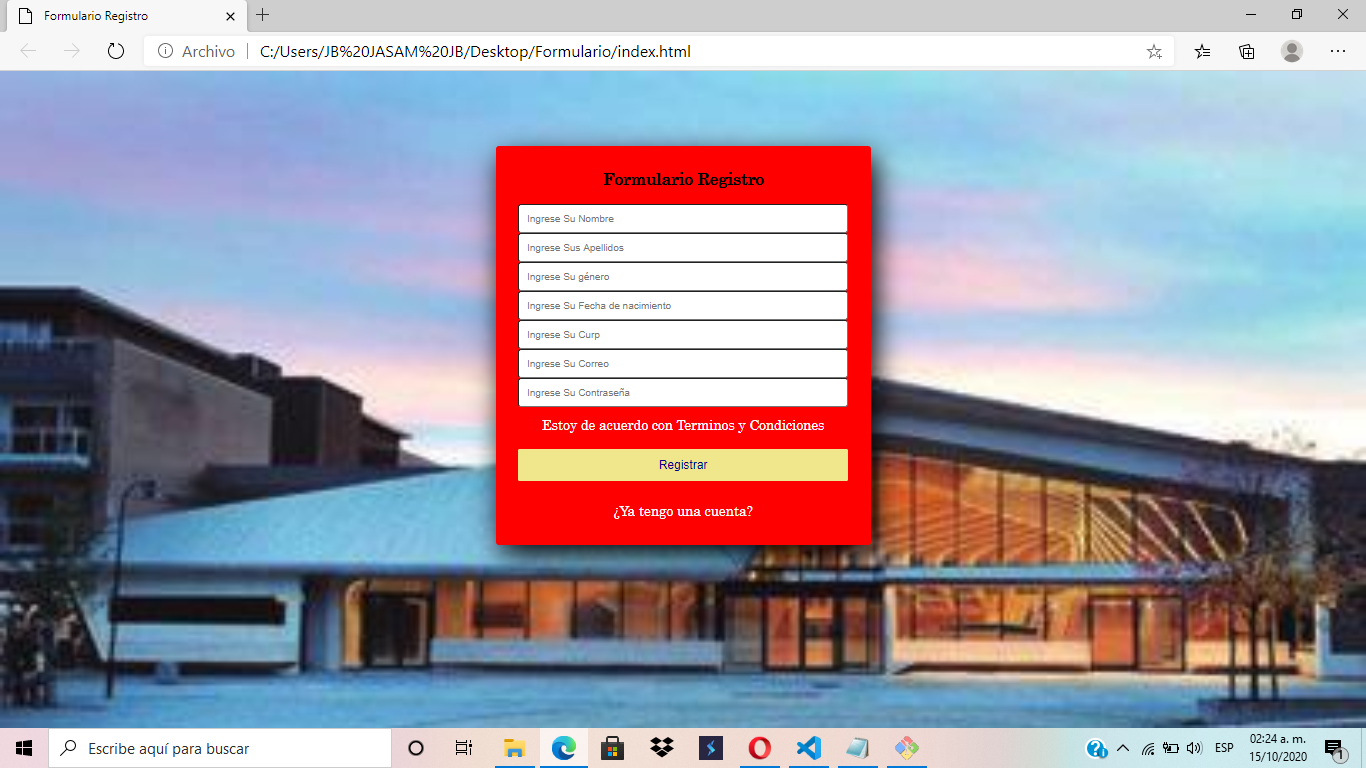 Formulario Registro
Archivo
C:/Users/JB%20JASAM%20JB/Desktop/Formulario/index.html
Formulario Registro
Ingrese Su Nombre
Ingrese Sus Apellidos
Ingrese Su género
Ingrese Su Fecha de nacimiento
Ingrese Su Curp
Ingrese Su Correo
Ingrese Su Contraseña
Estoy de acuerdo con Terminos y Condiciones
Registrar
¿Ya tengo una cuenta?
Escribe aquí para buscar
ESP
02:24 a. m.
15/10/2020
1